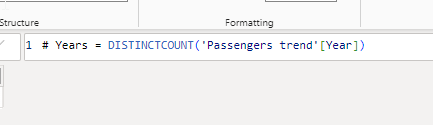 Structure
Formatting
1 # Years = DISTINCTCOUNT('Passengers trend'[Year])